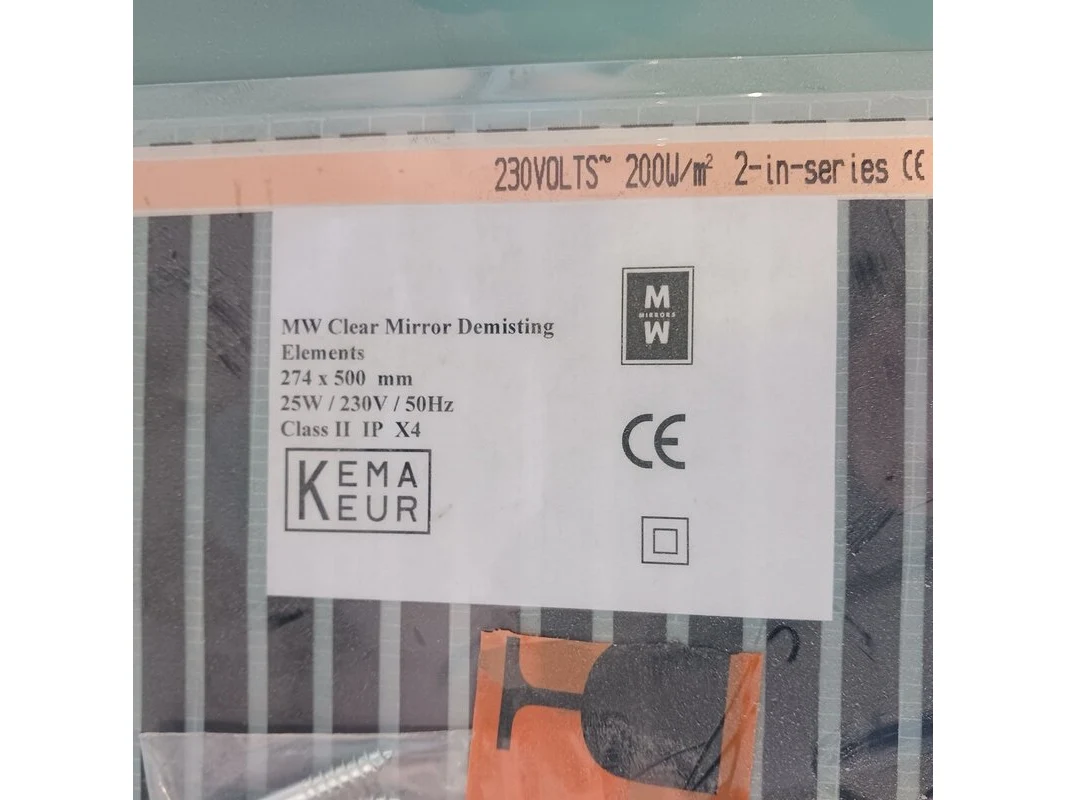 230VOLTS~ 200W/m² 2-in-series CE
MW Clear Mirror Demisting
Elements
274 x 500 mm
25W / 230V / 50Hz
Class II IP X4
KEMA
KEUR
M
MIRRORS
W
CE